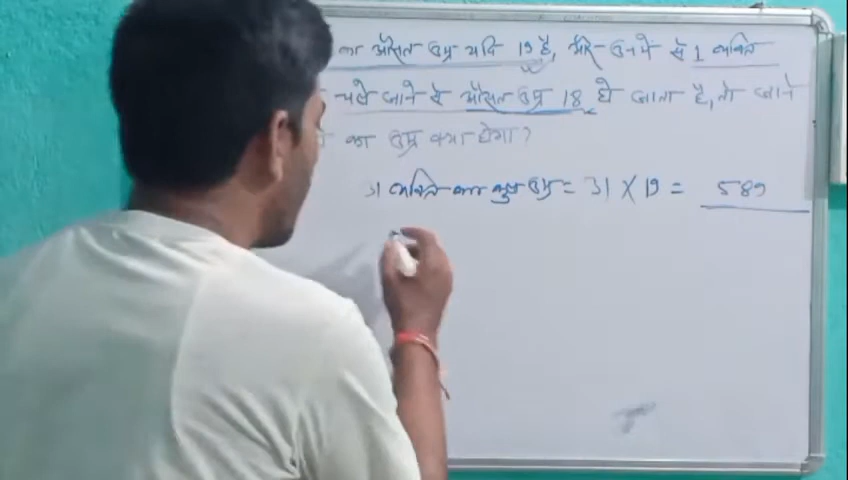 का औसत उम्र यदि 19 है, और उनमें से 1 व्यक्ति
चले जाने से औसत उम्र 18 हो जाता है, तो जाने
का उम्र क्या होगा?
31 व्यक्ति का कुल उम्र = 31 X 19 = 589